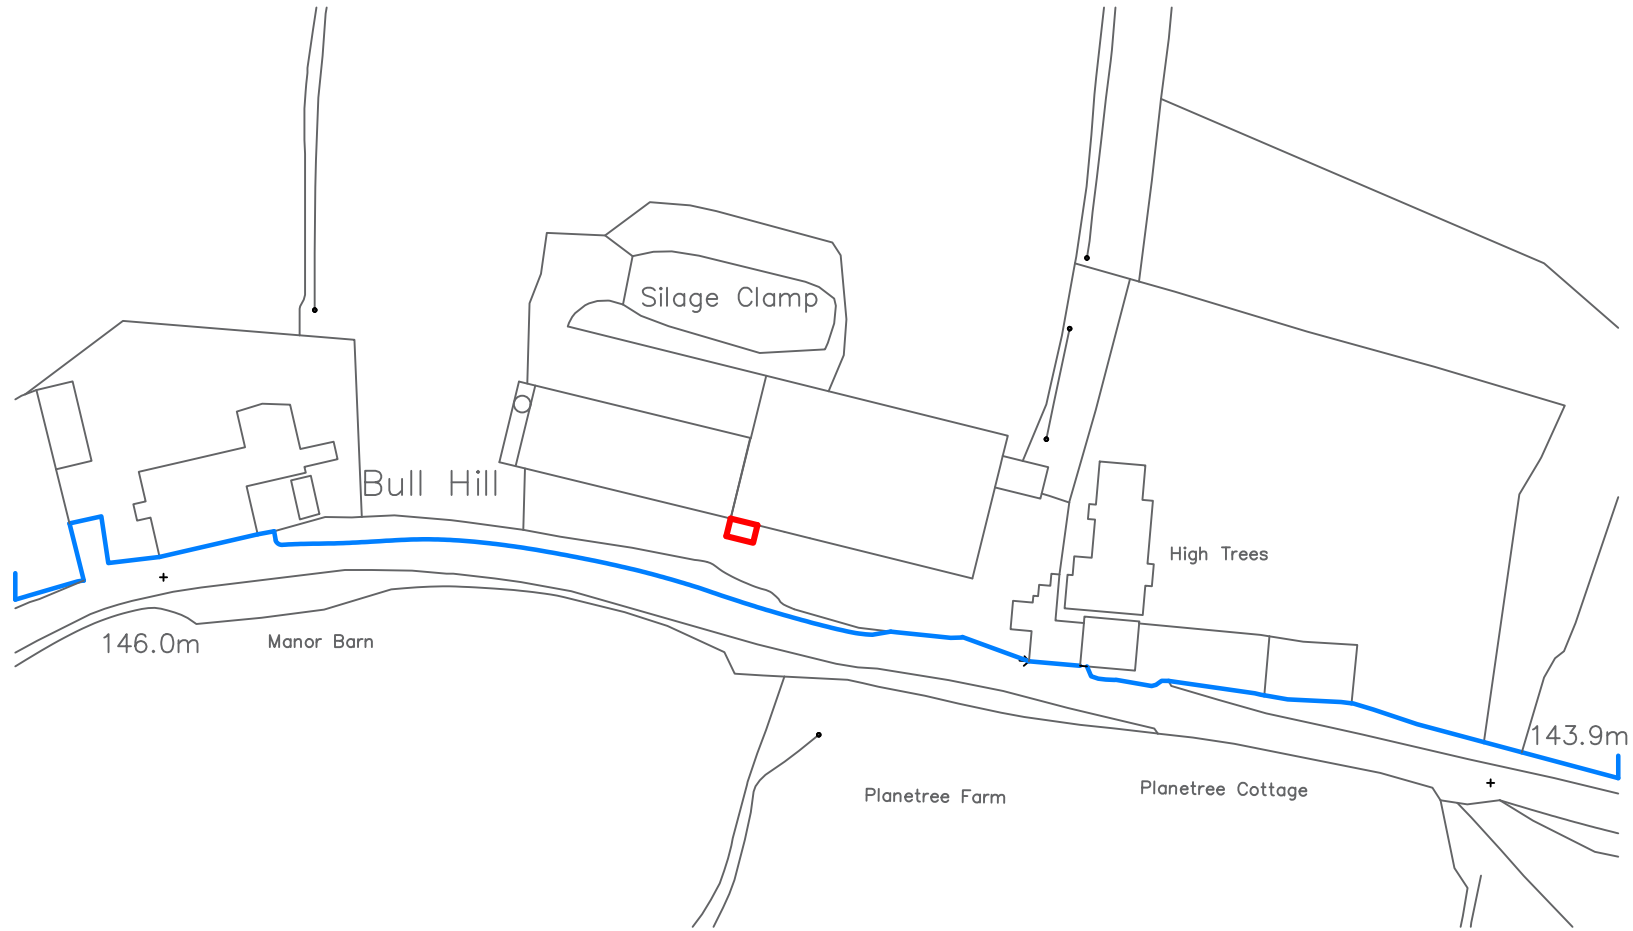 Silage Clamp
Bull Hill
High Trees
146.0m
Manor Barn
143.9m
Planetree Farm
Planetree Cottage